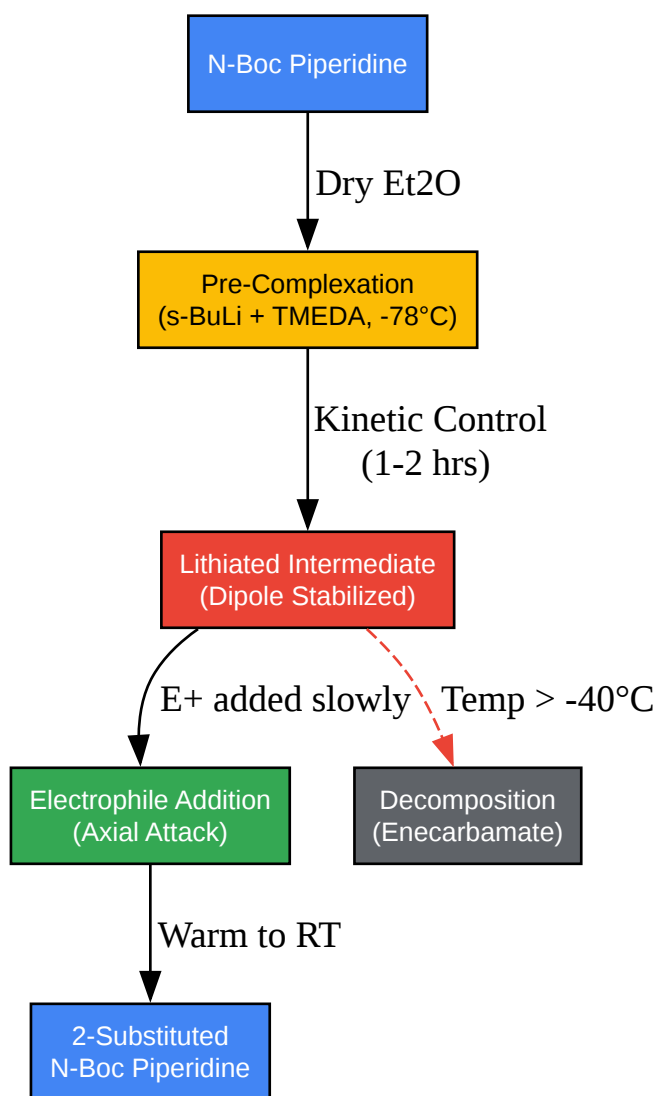 N-Boc Piperidine
Dry Et2O
Pre-Complexation
(s-BuLi + TMEDA, -78°C)
Kinetic Control
(1-2 hrs)
Lithiated Intermediate
(Dipole Stabilized)
E+ added slowly
Temp > -40°C
Electrophile Addition
(Axial Attack)
Decomposition
(Enecarbamate)
Warm to RT
2-Substituted
N-Boc Piperidine